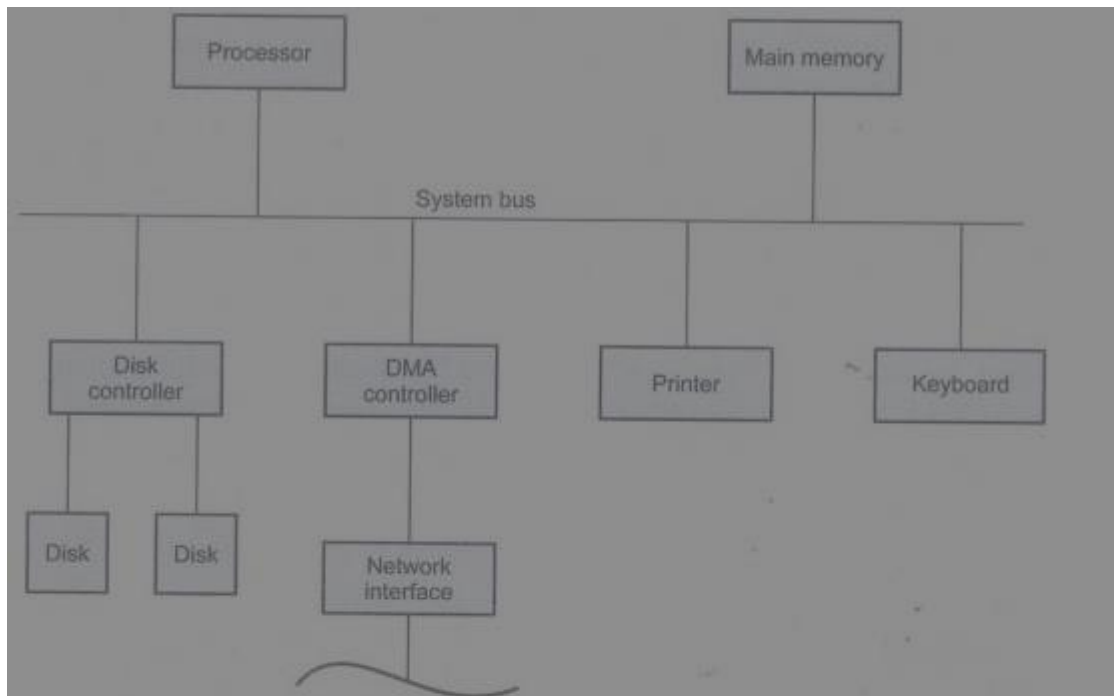 Processor
Main memory
System bus
Disk
controller
DMA
controller
Printer
Keyboard
Disk
Disk
Network
interface